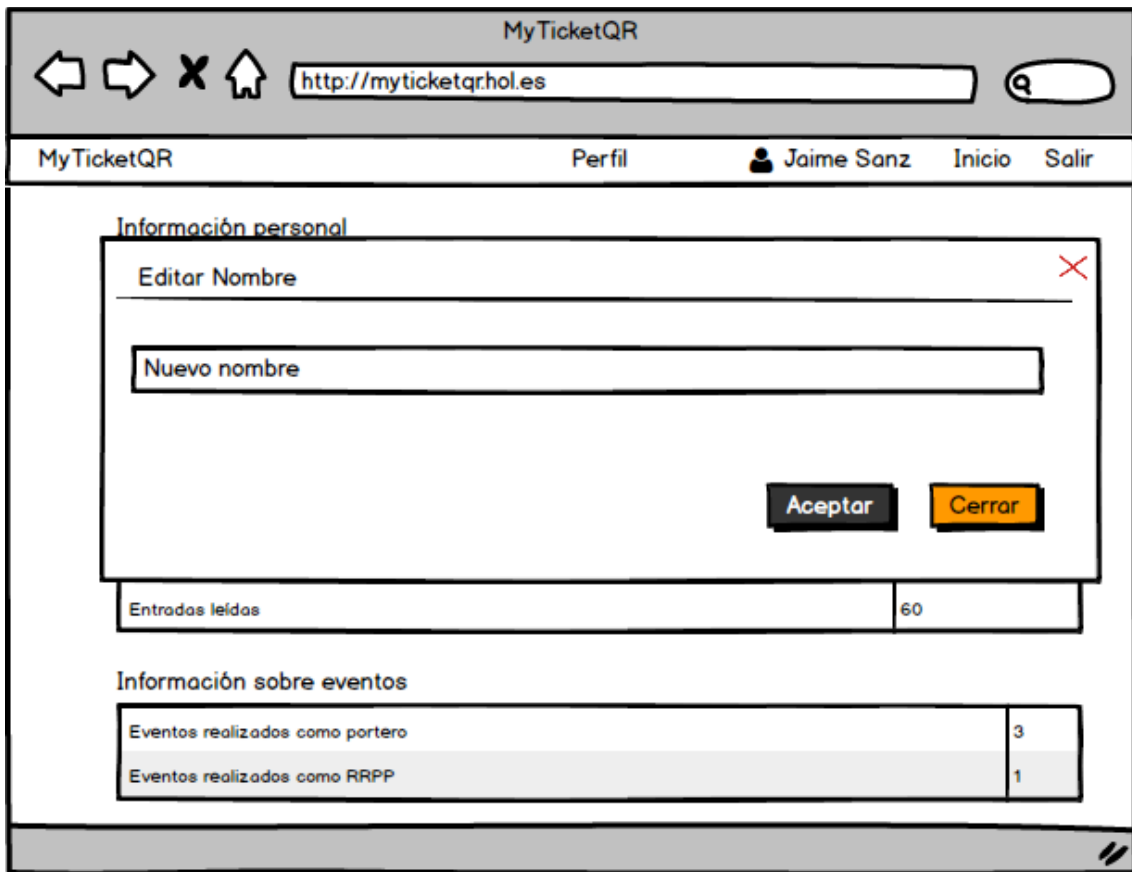 MyTicketQR
http://myticketqr.hol.es
MyTicketQR Perfil Jaime Sanz Inicio Salir
Información personal
Editar Nombre
Nuevo nombre
Aceptar Cerrar
Entradas leídas 60
Información sobre eventos
Eventos realizados como portero 3
Eventos realizados como RRPP 1